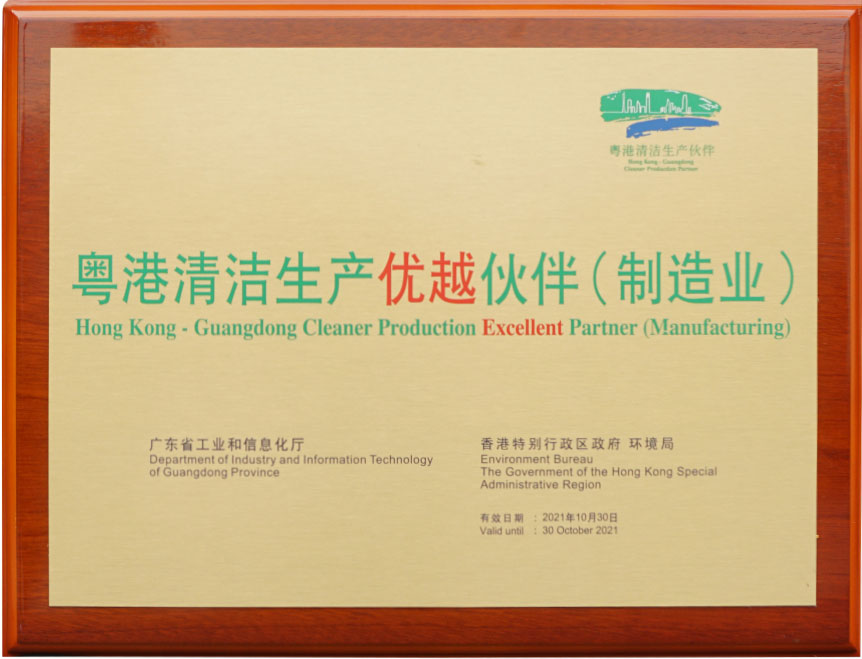 粤港清洁生产伙伴
Hong Kong - Guangdong
Cleaner Production Partner
粤港清洁生产优越伙伴（制造业）
Hong Kong - Guangdong Cleaner Production Excellent Partner (Manufacturing)
广东省工业和信息化厅
Department of Industry and Information Technology
of Guangdong Province
香港特别行政区政府 环境局
Environment Bureau
The Government of the Hong Kong Special
Administrative Region
有效日期 : 2021年10月30日
Valid until : 30 October 2021